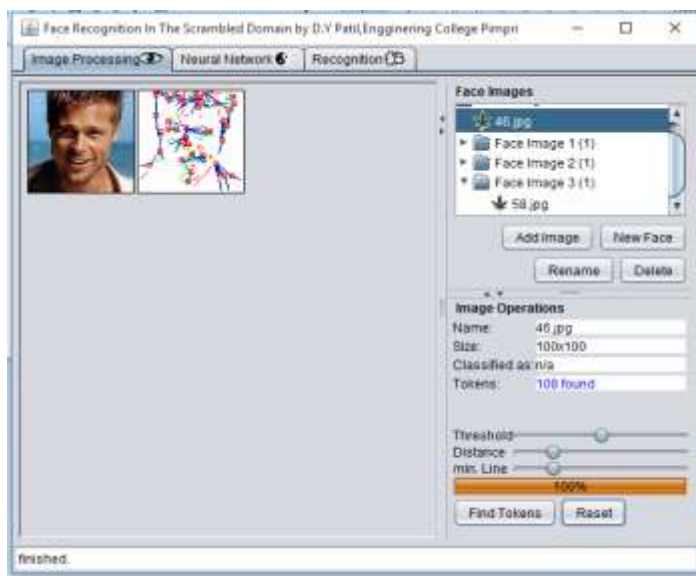 Face Recognition In The Scrambled Domain by D.Y Patil,Engginering College Pimpri
Image Processing Neural Network Recognition
Face Images
46.jpg
Face Image 1 (1)
Face Image 2 (1)
Face Image 3 (1)
58.jpg
Add Image New Face
Rename Delete
Image Operations
Name: 46.jpg
Size: 100x100
Classified as: n/a
Tokens: 108 found
Threshold
Distance
min. Line
100%
Find Tokens Reset
finished.